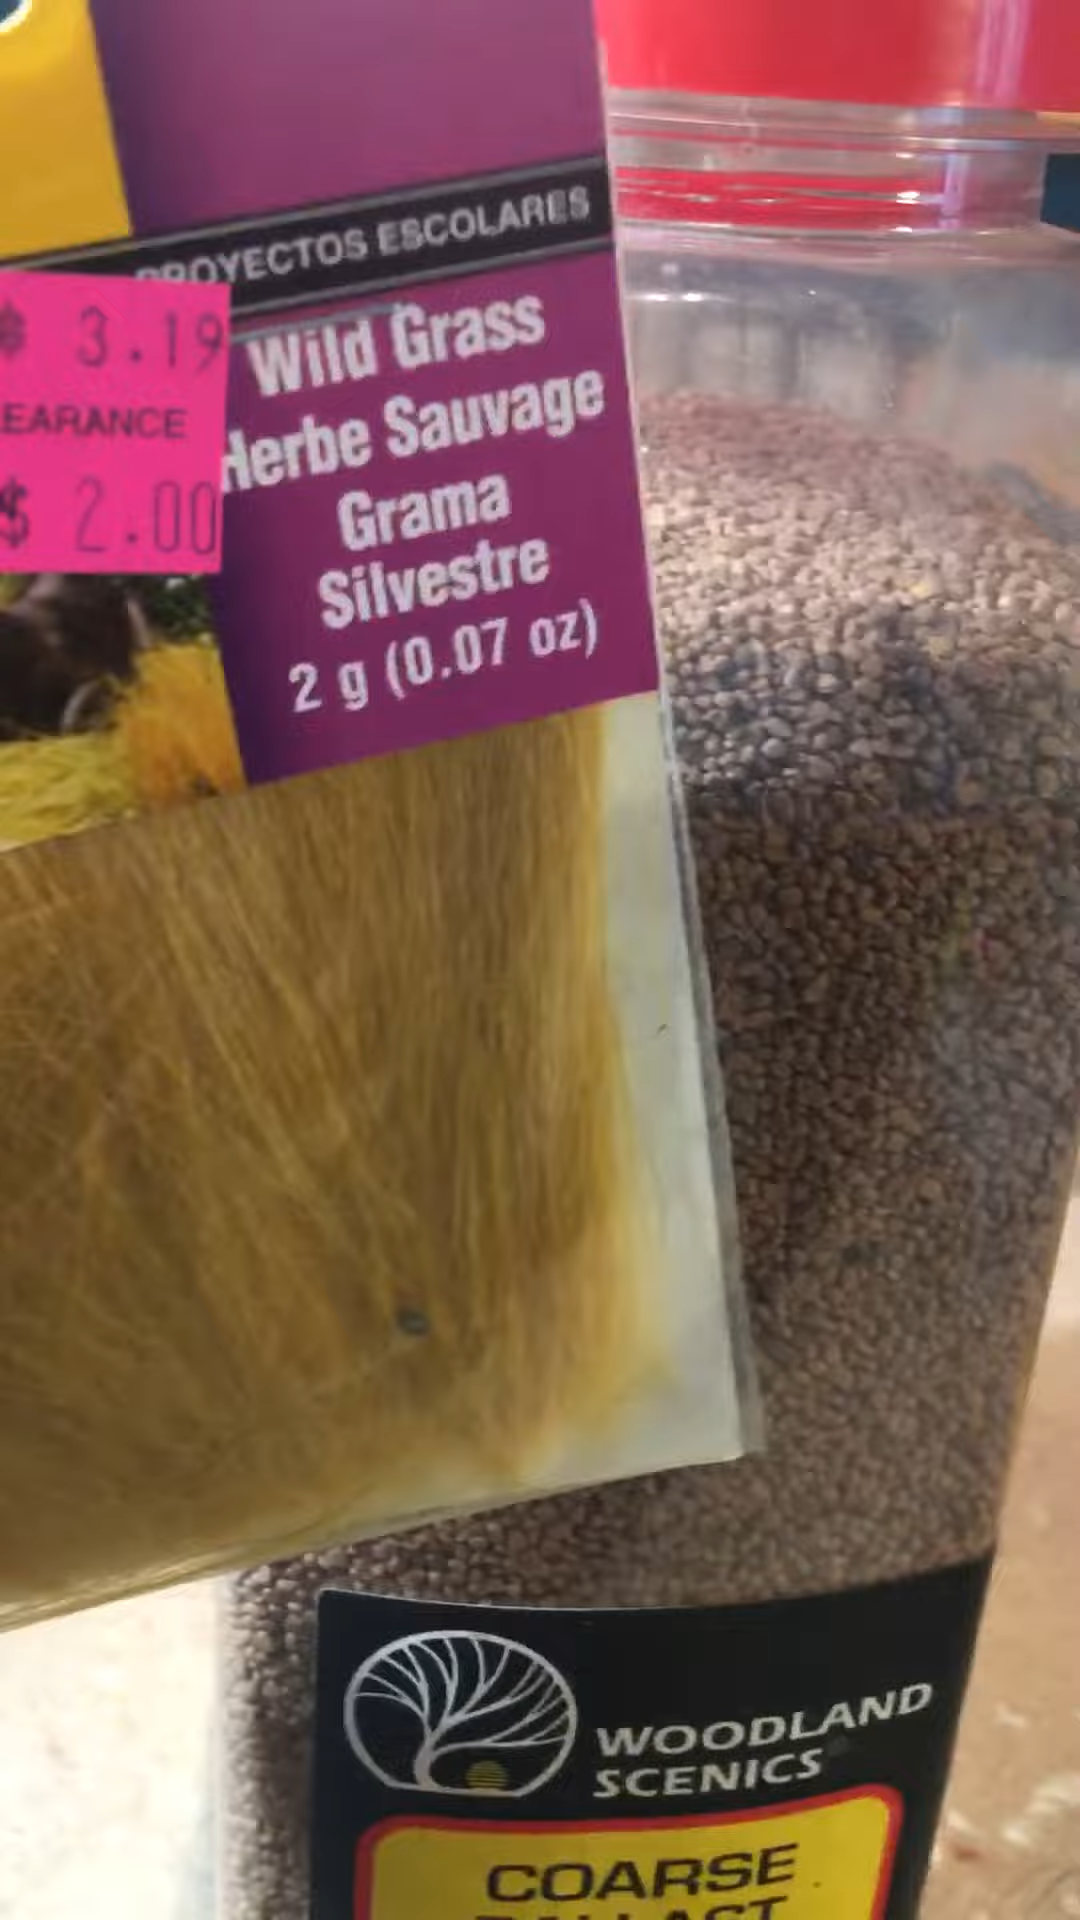 PROYECTOS ESCOLARES
$ 3.19
EARANCE
$ 2.00
Wild Grass
Herbe Sauvage
Grama
Silvestre
2 g (0.07 oz)
WOODLAND
SCENICS
COARSE
BALLAST